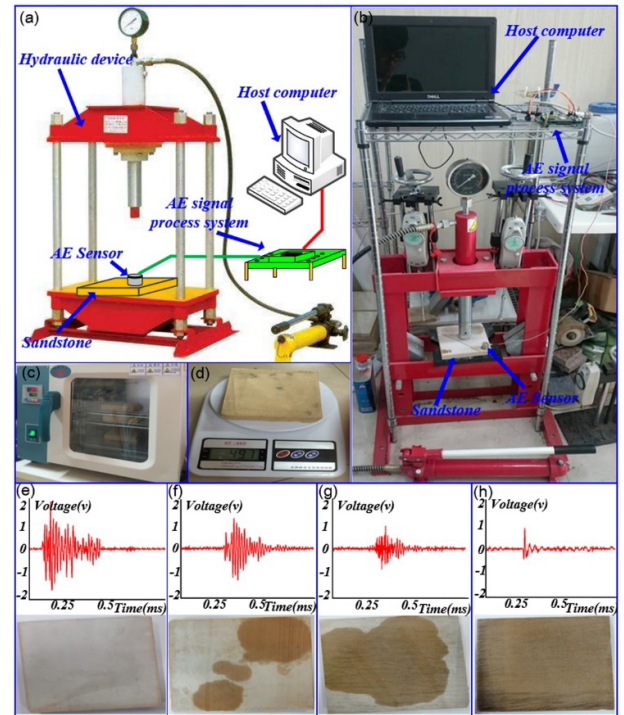 (a)
Hydraulic device
Host computer
AE signal
process system
AE Sensor
Sandstone
(b)
Host computer
DELL
AE signal
process system
Sandstone
AE Sensor
(c)
(d)
(e)
2
Voltage(v)
1
0
-1
-2
0.25
0.5
Time(ms)
(f)
2
Voltage(v)
1
0
-1
-2
0.25
0.5
Time(ms)
(g)
2
Voltage(v)
1
0
-1
-2
0.25
0.5
Time(ms)
(h)
2
Voltage(v)
1
0
-1
-2
0.25
0.5
Time(ms)